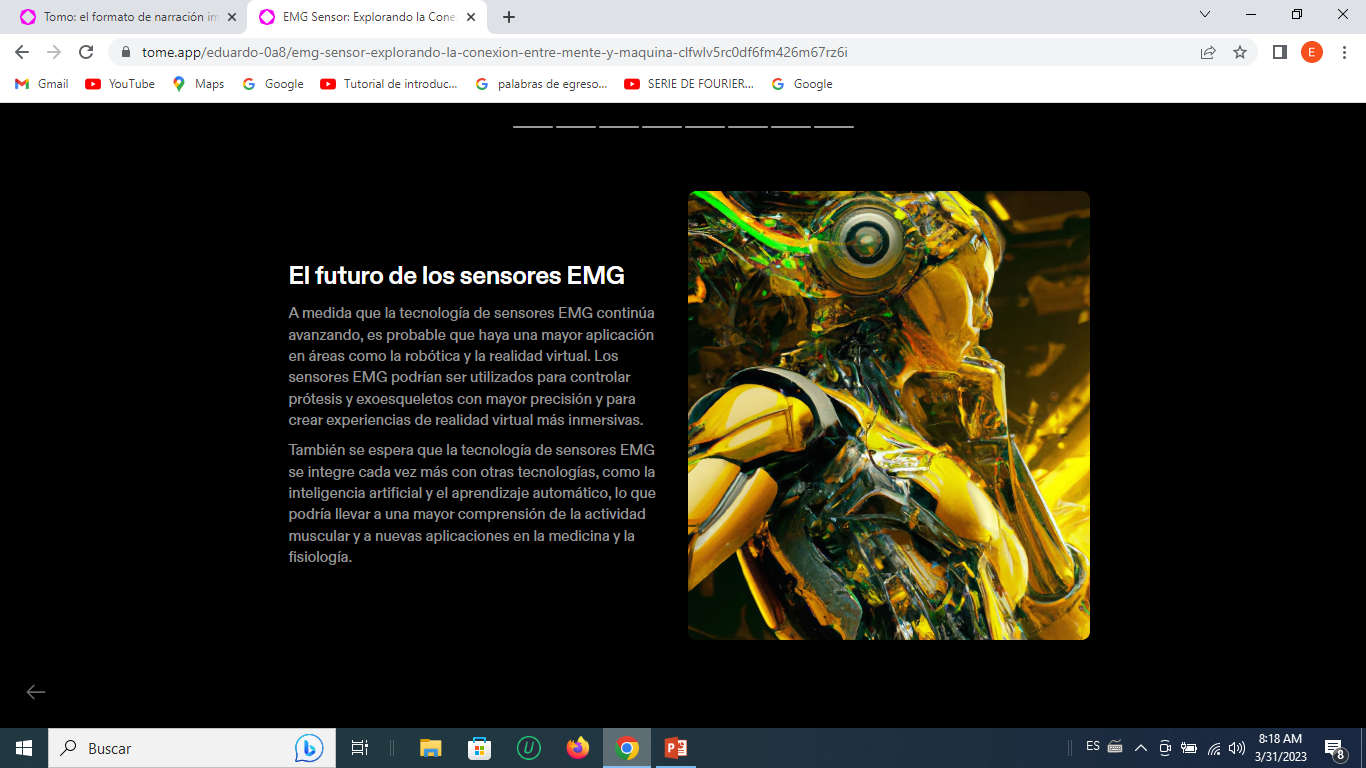 Tomo: el formato de narración im
EMG Sensor: Explorando la Cone
tome.app/eduardo-0a8/emg-sensor-explorando-la-conexion-entre-mente-y-maquina-clfwlv5rc0df6fm426m67rz6i
E
Gmail
YouTube
Maps
Google
Tutorial de introduc...
palabras de egreso...
SERIE DE FOURIER...
Google
El futuro de los sensores EMG
A medida que la tecnología de sensores EMG continúa
avanzando, es probable que haya una mayor aplicación
en áreas como la robótica y la realidad virtual. Los
sensores EMG podrían ser utilizados para controlar
prótesis y exoesqueletos con mayor precisión y para
crear experiencias de realidad virtual más inmersivas.
También se espera que la tecnología de sensores EMG
se integre cada vez más con otras tecnologías, como la
inteligencia artificial y el aprendizaje automático, lo que
podría llevar a una mayor comprensión de la actividad
muscular y a nuevas aplicaciones en la medicina y la
fisiología.
Buscar
ES
8:18 AM
3/31/2023
8